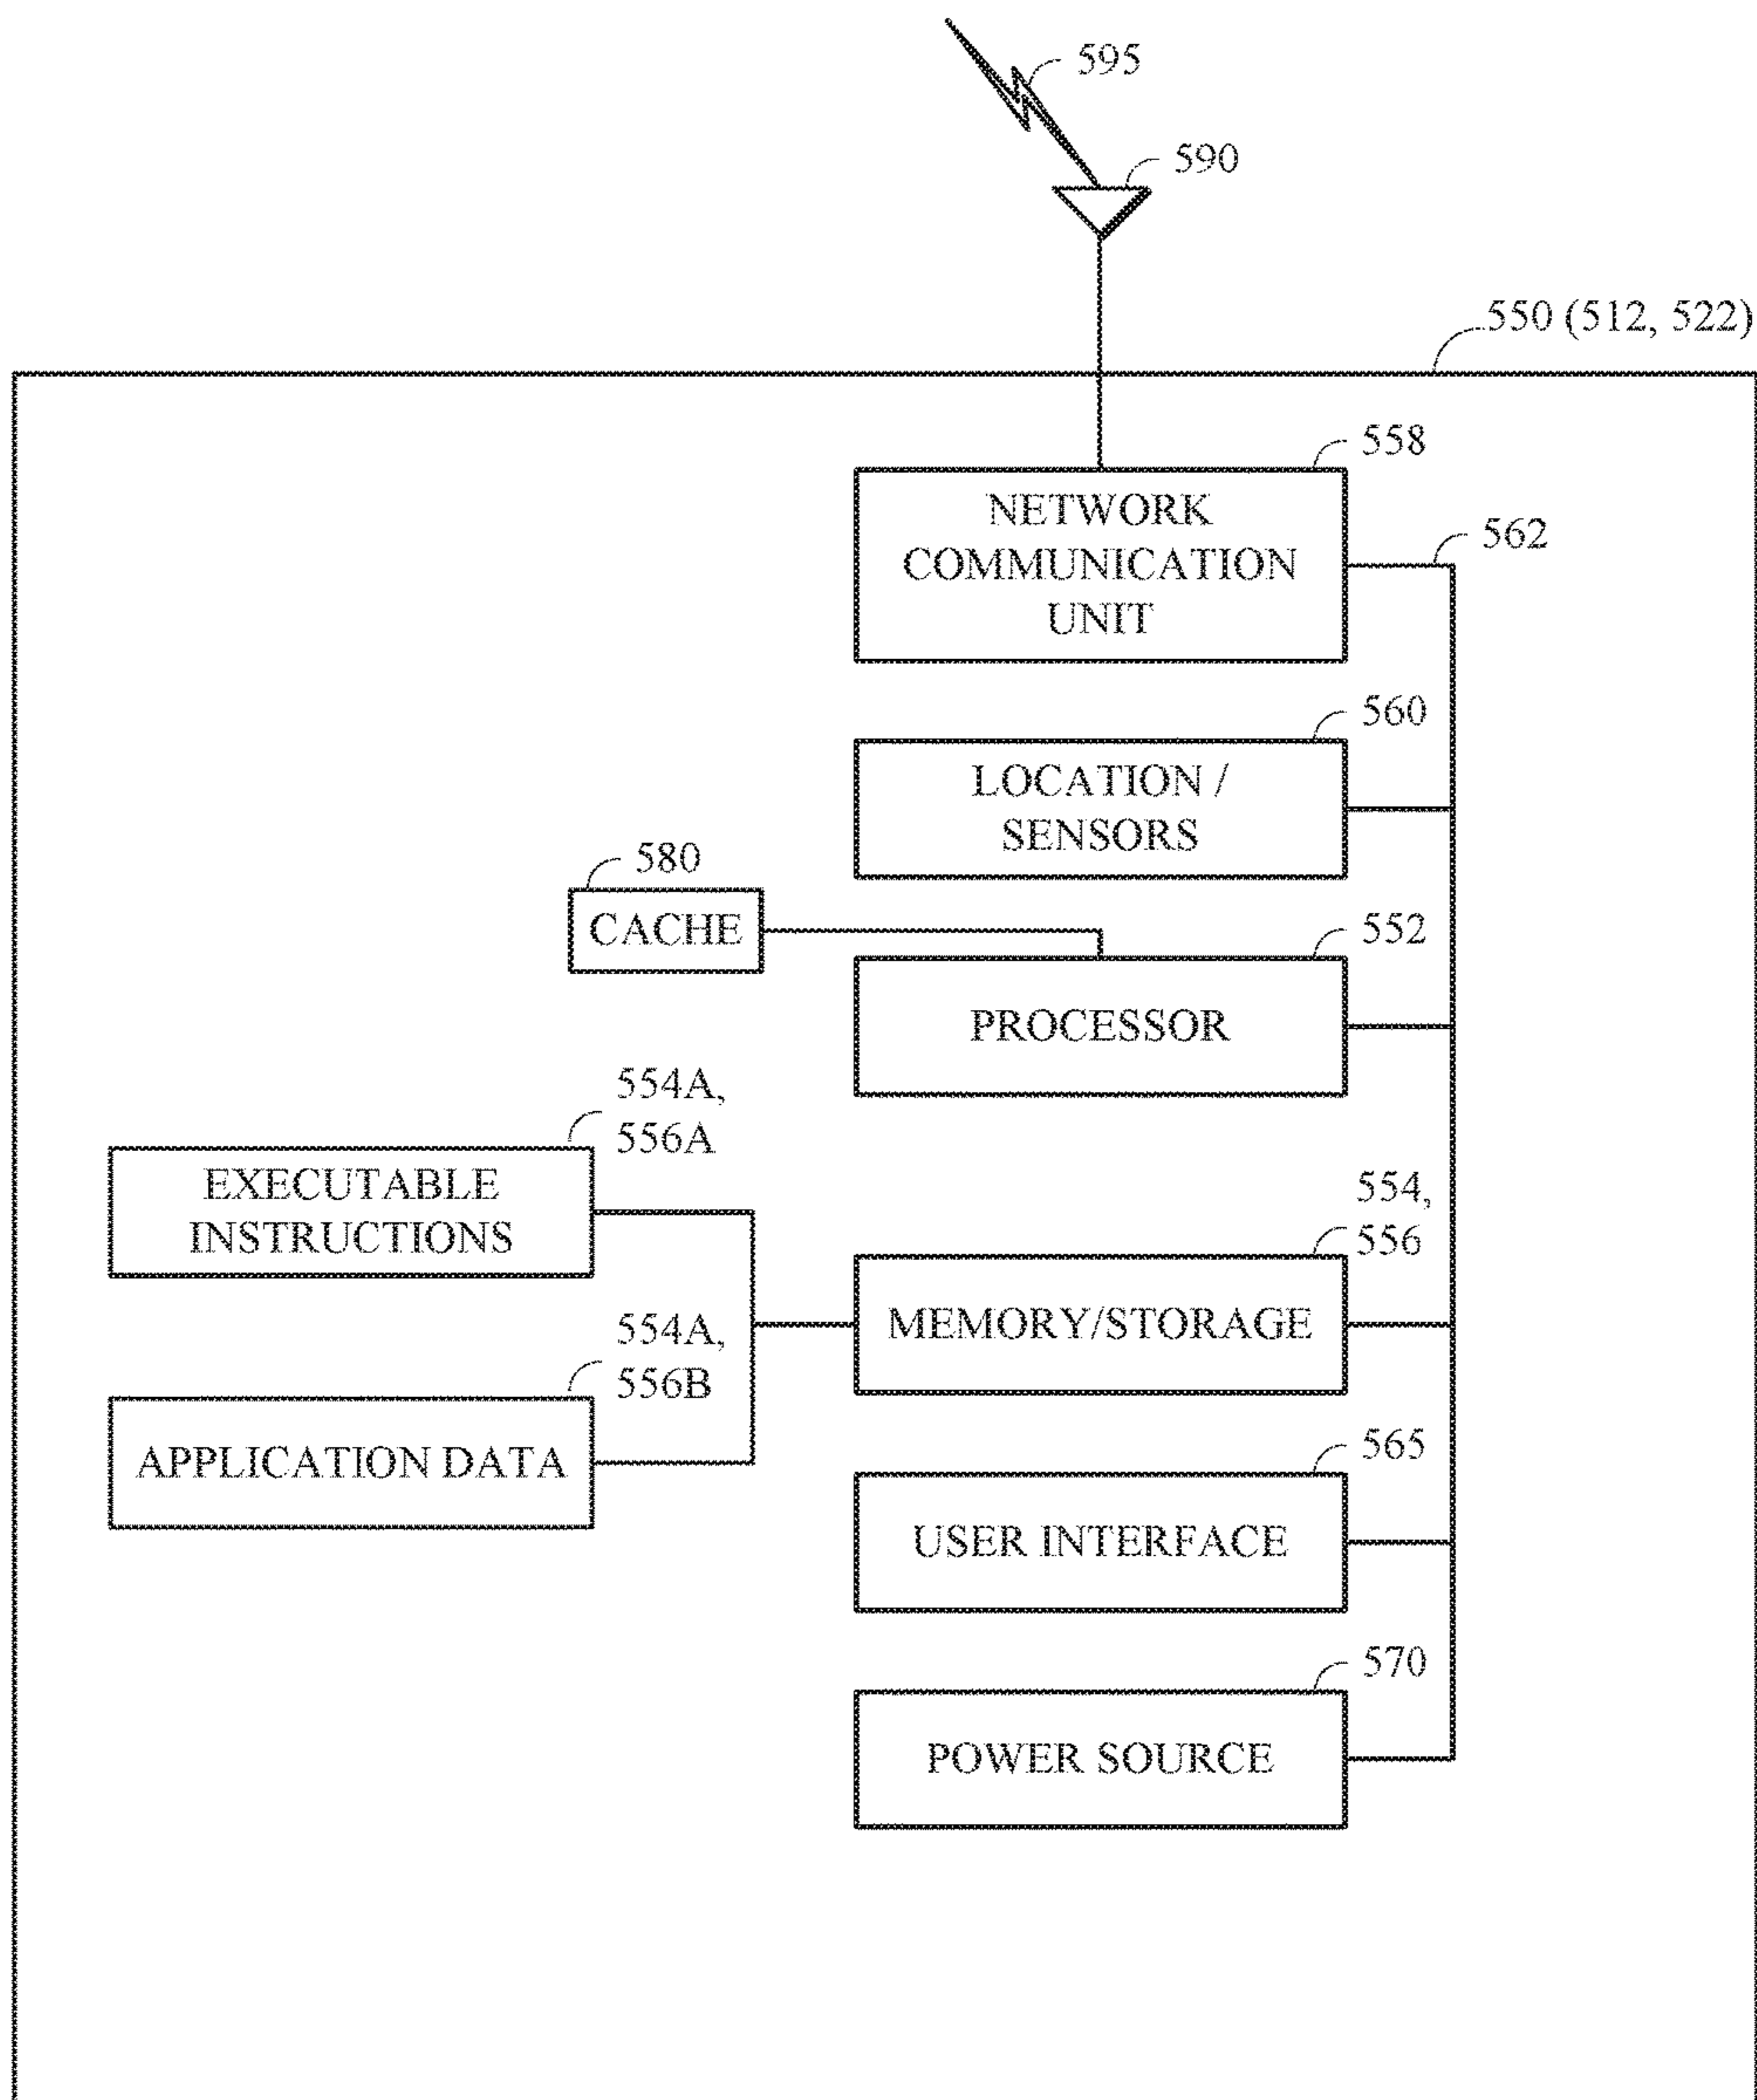 595
590
550 (512, 522)
558
NETWORK
COMMUNICATION
UNIT
562
560
LOCATION /
SENSORS
580
CACHE
552
PROCESSOR
554A,
556A
EXECUTABLE
INSTRUCTIONS
554,
556
MEMORY/STORAGE
554A,
556B
APPLICATION DATA
565
USER INTERFACE
570
POWER SOURCE